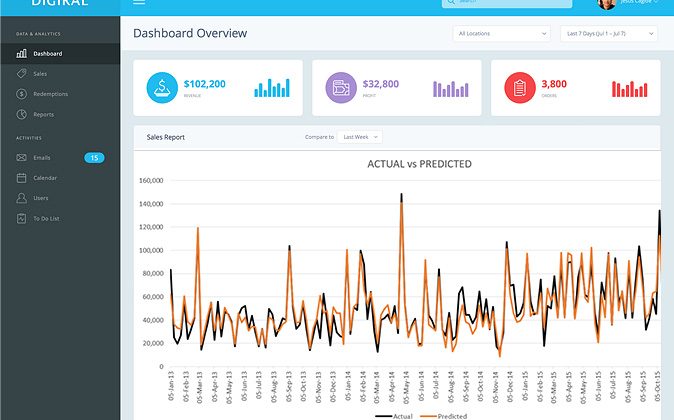 DIGIRAL
Search
Jesus Lagoe
DATA & ANALYTICS
Dashboard
Sales
Redemptions
Reports
ACTIVITIES
Emails
15
Calendar
Users
To Do List
Dashboard Overview
All Locations
Last 7 Days (Jul 1 – Jul 7)
$102,200
REVENUE
$32,800
PROFIT
3,800
ORDERS
Sales Report
Compare to
Last Week
ACTUAL vs PREDICTED
160,000
140,000
120,000
100,000
80,000
60,000
40,000
20,000
0
05-Jan-13
05-Feb-13
05-Mar-13
05-Apr-13
05-May-13
05-Jun-13
05-Jul-13
05-Aug-13
05-Sep-13
05-Oct-13
05-Nov-13
05-Dec-13
05-Jan-14
05-Feb-14
05-Mar-14
05-Apr-14
05-May-14
05-Jun-14
05-Jul-14
05-Aug-14
05-Sep-14
05-Oct-14
05-Nov-14
05-Dec-14
05-Jan-15
05-Feb-15
05-Mar-15
05-Apr-15
05-May-15
05-Jun-15
05-Jul-15
05-Aug-15
05-Sep-15
05-Oct-15
Actual
Predicted